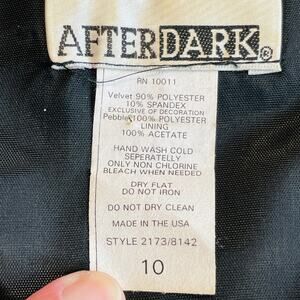 AFTERDARK®
RN 10011
Velvet 90% POLYESTER
10% SPANDEX
EXCLUSIVE OF DECORATION
Pebble 100% POLYESTER
LINING
100% ACETATE
HAND WASH COLD
SEPERATELLY
ONLY NON CHLORINE
BLEACH WHEN NEEDED
DRY FLAT
DO NOT IRON
DO NOT DRY CLEAN
MADE IN THE USA
STYLE 2173/8142
10